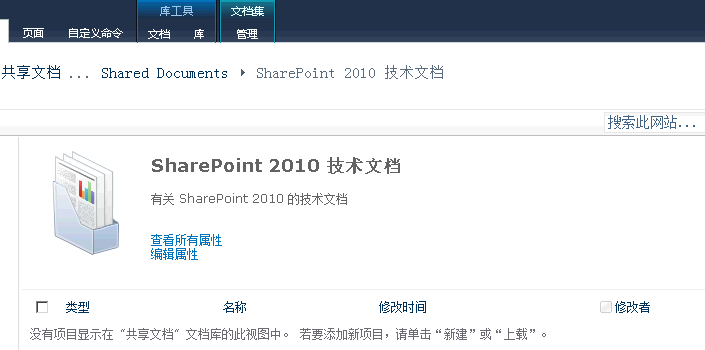 库工具 文档集
页面 自定义命令 文档 库 管理
共享文档 ... Shared Documents SharePoint 2010 技术文档
搜索此网站...
SharePoint 2010 技术文档
有关 SharePoint 2010 的技术文档
查看所有属性
编辑属性
类型 名称 修改时间 修改者
没有项目显示在“共享文档”文档库的此视图中。 若要添加新项目，请单击“新建”或“上载”。